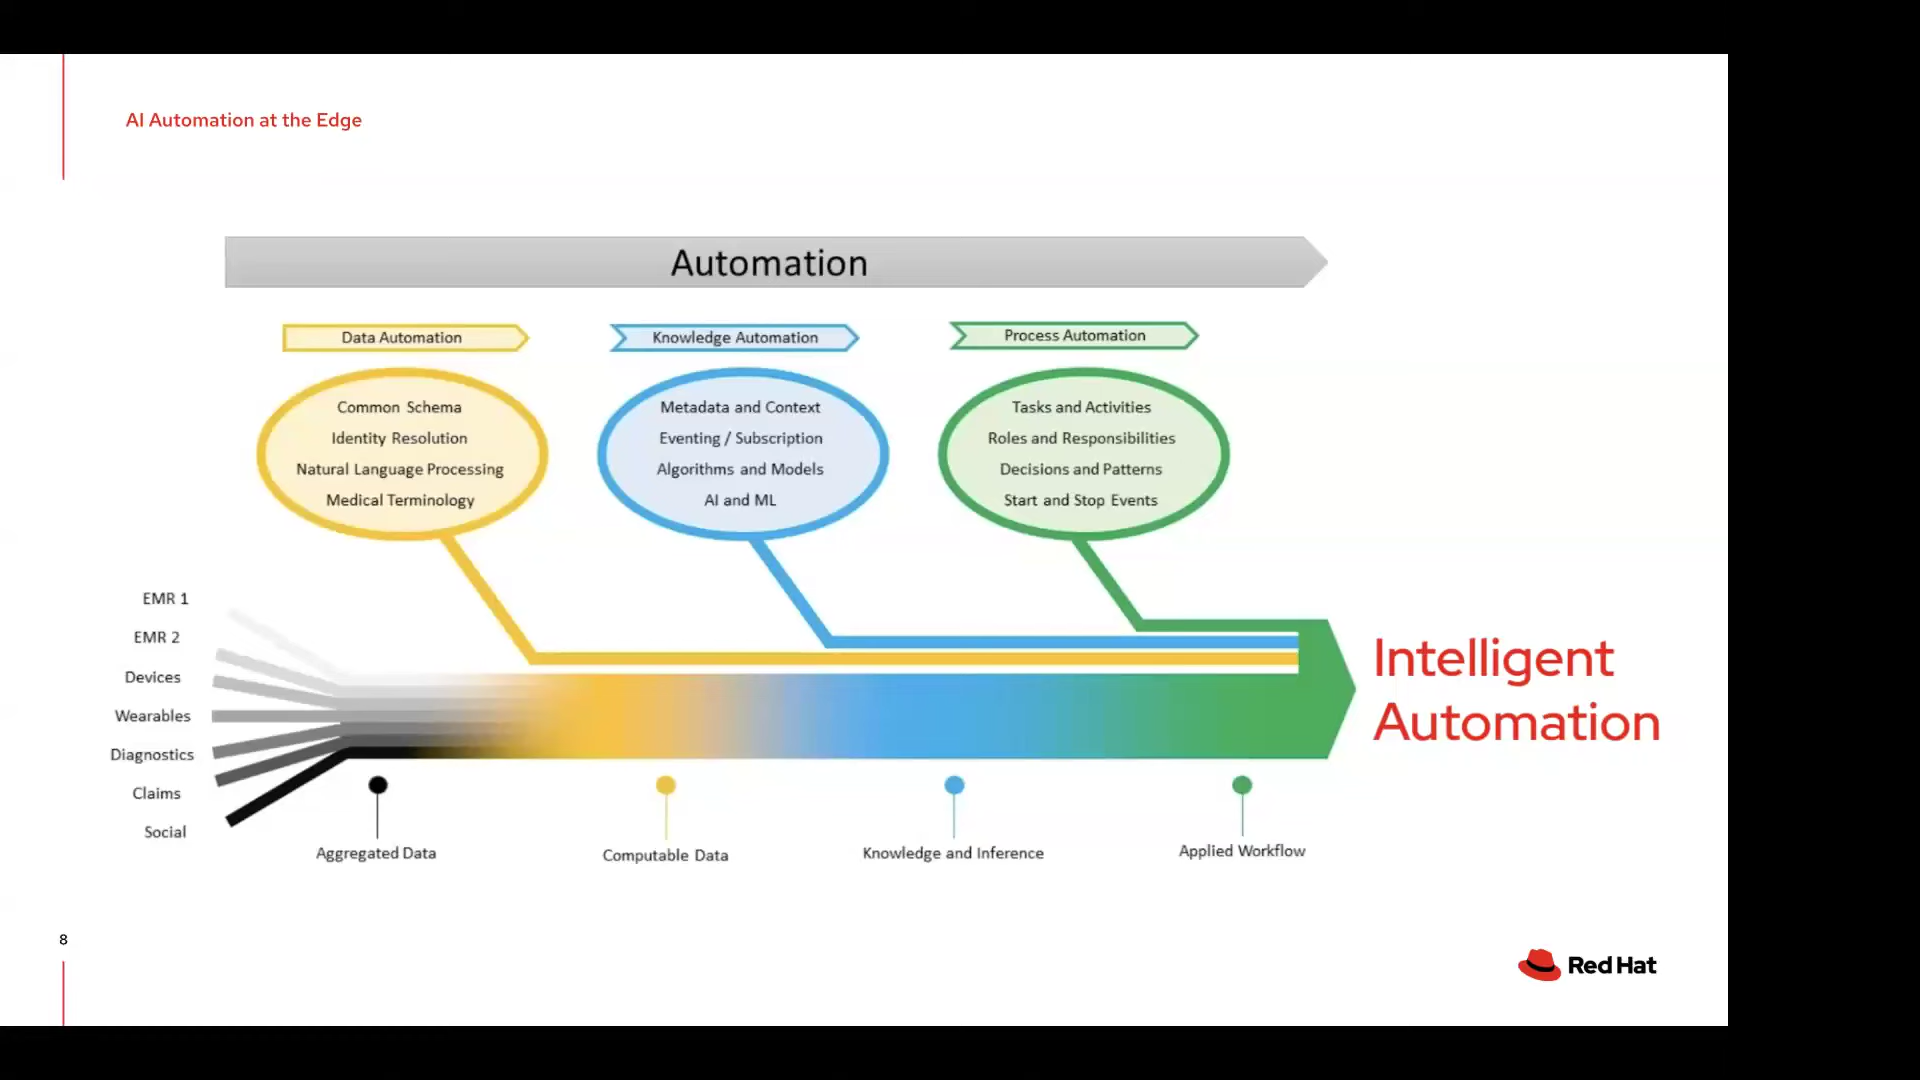 AI Automation at the Edge
Automation
Data Automation
Knowledge Automation
Process Automation
Common Schema
Identity Resolution
Natural Language Processing
Medical Terminology
Metadata and Context
Eventing / Subscription
Algorithms and Models
AI and ML
Tasks and Activities
Roles and Responsibilities
Decisions and Patterns
Start and Stop Events
EMR 1
EMR 2
Devices
Wearables
Diagnostics
Claims
Social
Intelligent
Automation
Aggregated Data
Computable Data
Knowledge and Inference
Applied Workflow
8
Red Hat